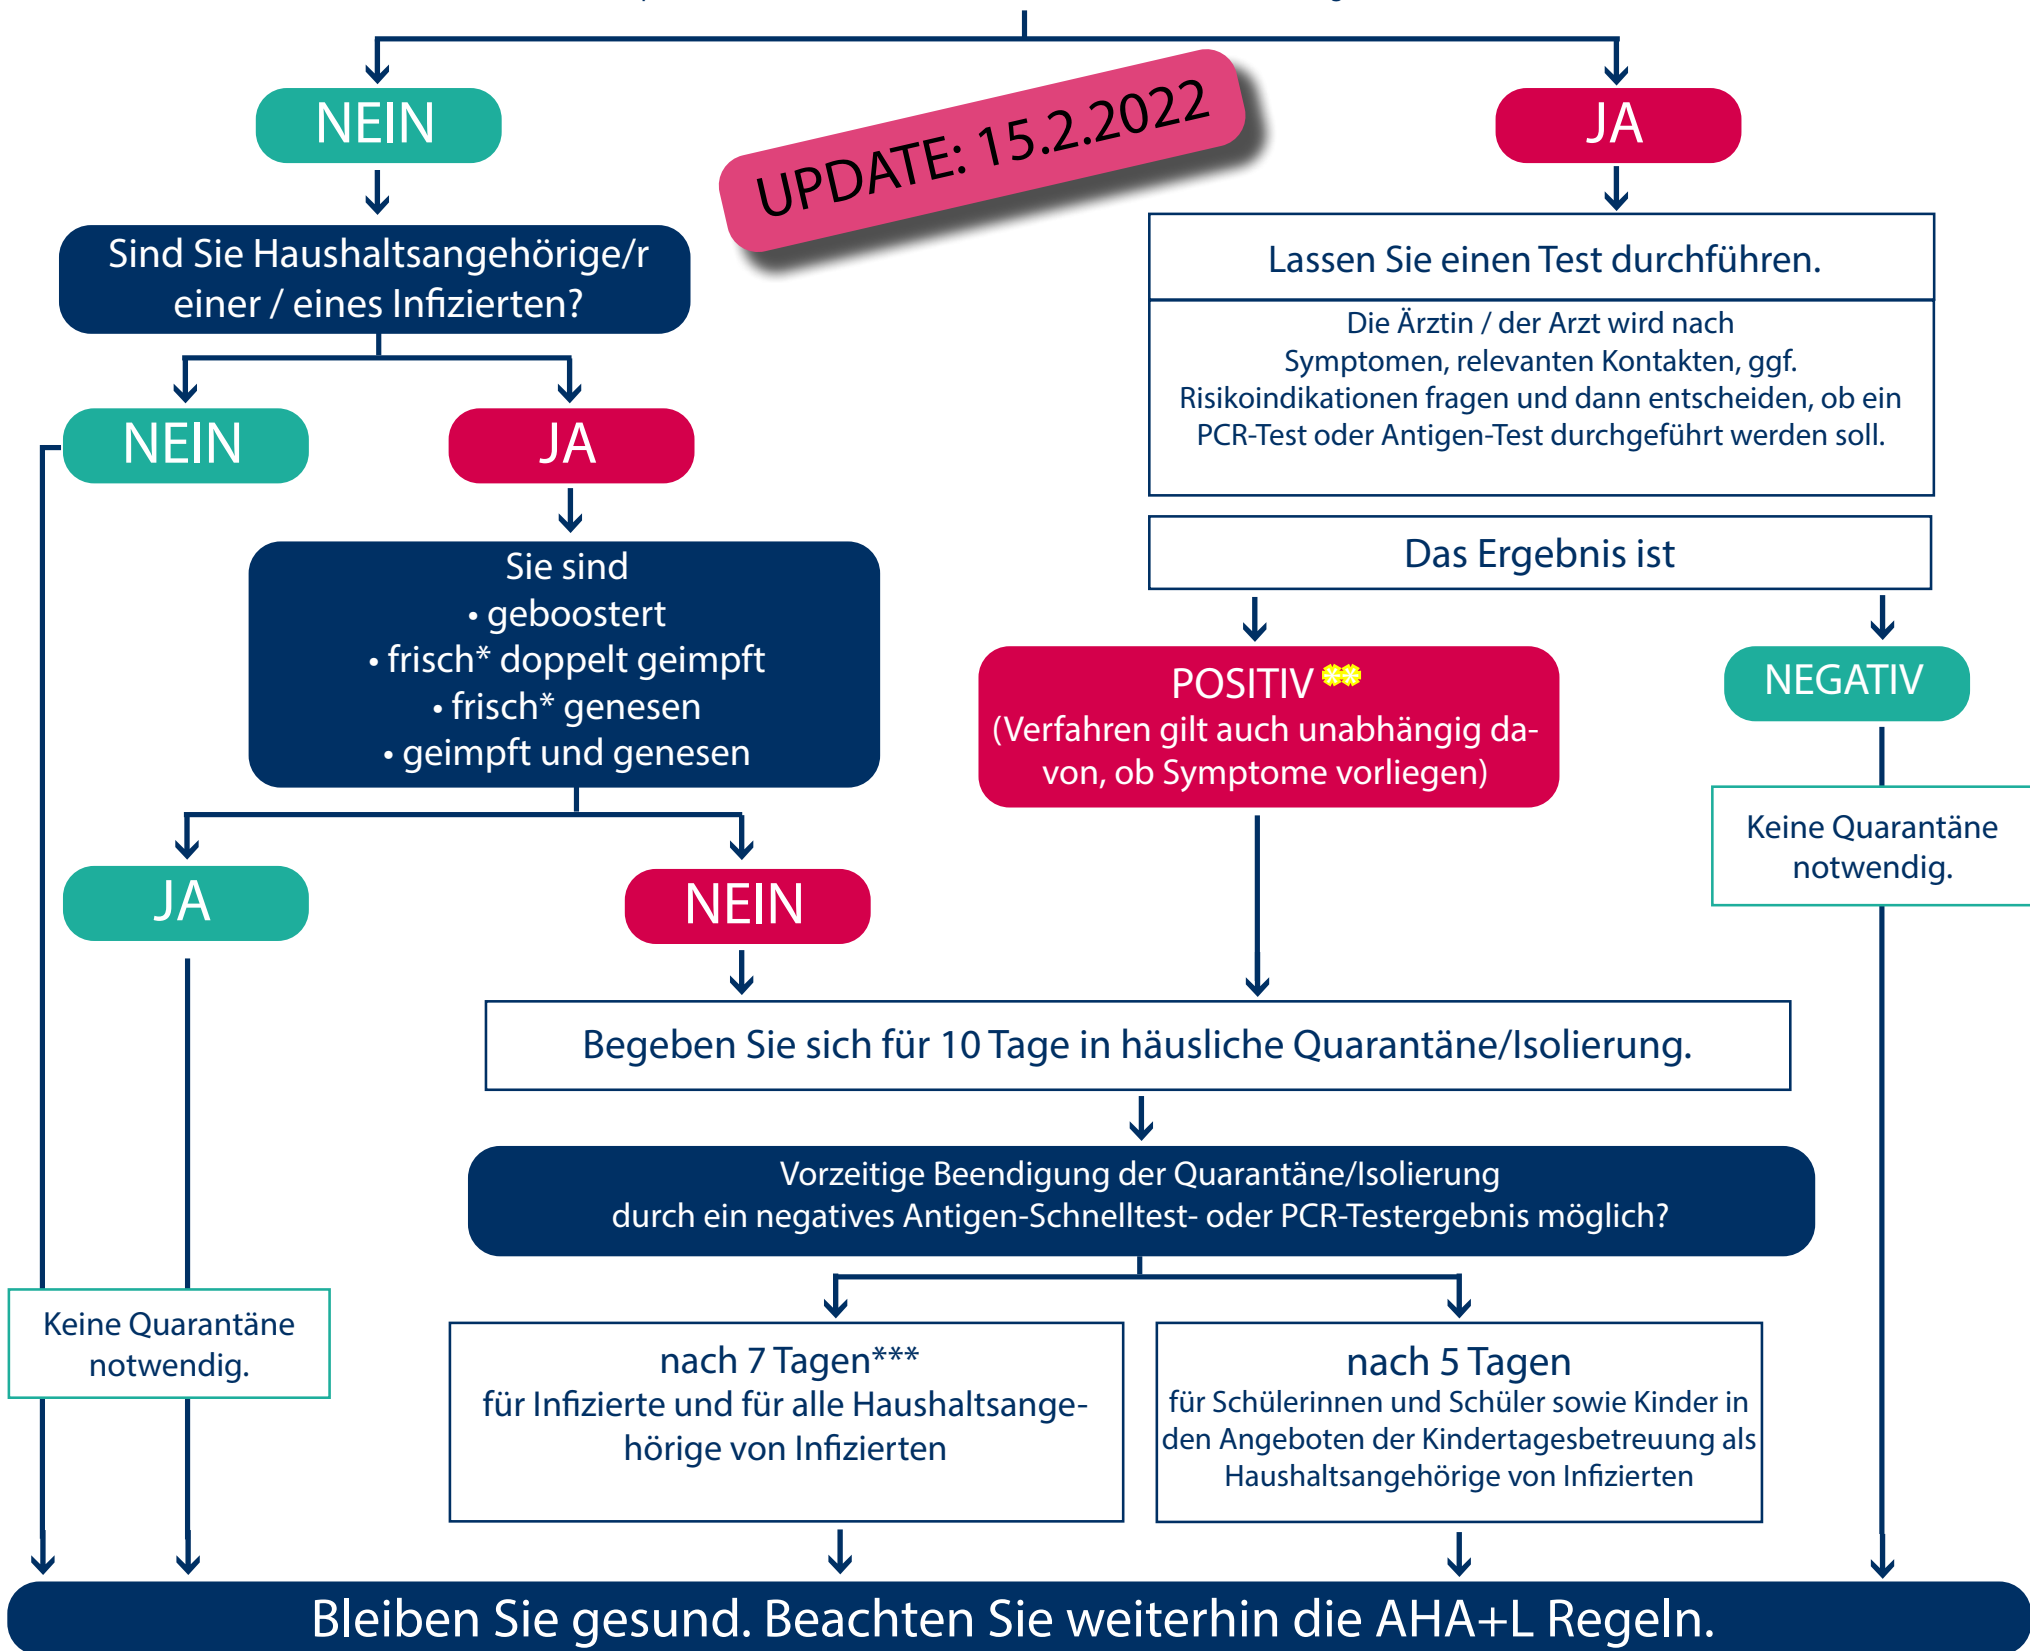 NEIN
UPDATE: 15.2.2022
JA
Sind Sie Haushaltsangehörige/r
einer / eines Infizierten?
Lassen Sie einen Test durchführen.
Die Ärztin / der Arzt wird nach
Symptomen, relevanten Kontakten, ggf.
Risikoindikationen fragen und dann entscheiden, ob ein
PCR-Test oder Antigen-Test durchgeführt werden soll.
NEIN
JA
Das Ergebnis ist
Sie sind
• geboostert
• frisch* doppelt geimpft
• frisch* genesen
• geimpft und genesen
POSITIV **
(Verfahren gilt auch unabhängig da-
von, ob Symptome vorliegen)
NEGATIV
Keine Quarantäne
notwendig.
JA
NEIN
Begeben Sie sich für 10 Tage in häusliche Quarantäne/Isolierung.
Vorzeitige Beendigung der Quarantäne/Isolierung
durch ein negatives Antigen-Schnelltest- oder PCR-Testergebnis möglich?
Keine Quarantäne
notwendig.
nach 7 Tagen***
für Infizierte und für alle Haushaltsange-
hörige von Infizierten
nach 5 Tagen
für Schülerinnen und Schüler sowie Kinder in
den Angeboten der Kindertagesbetreuung als
Haushaltsangehörige von Infizierten
Bleiben Sie gesund. Beachten Sie weiterhin die AHA+L Regeln.